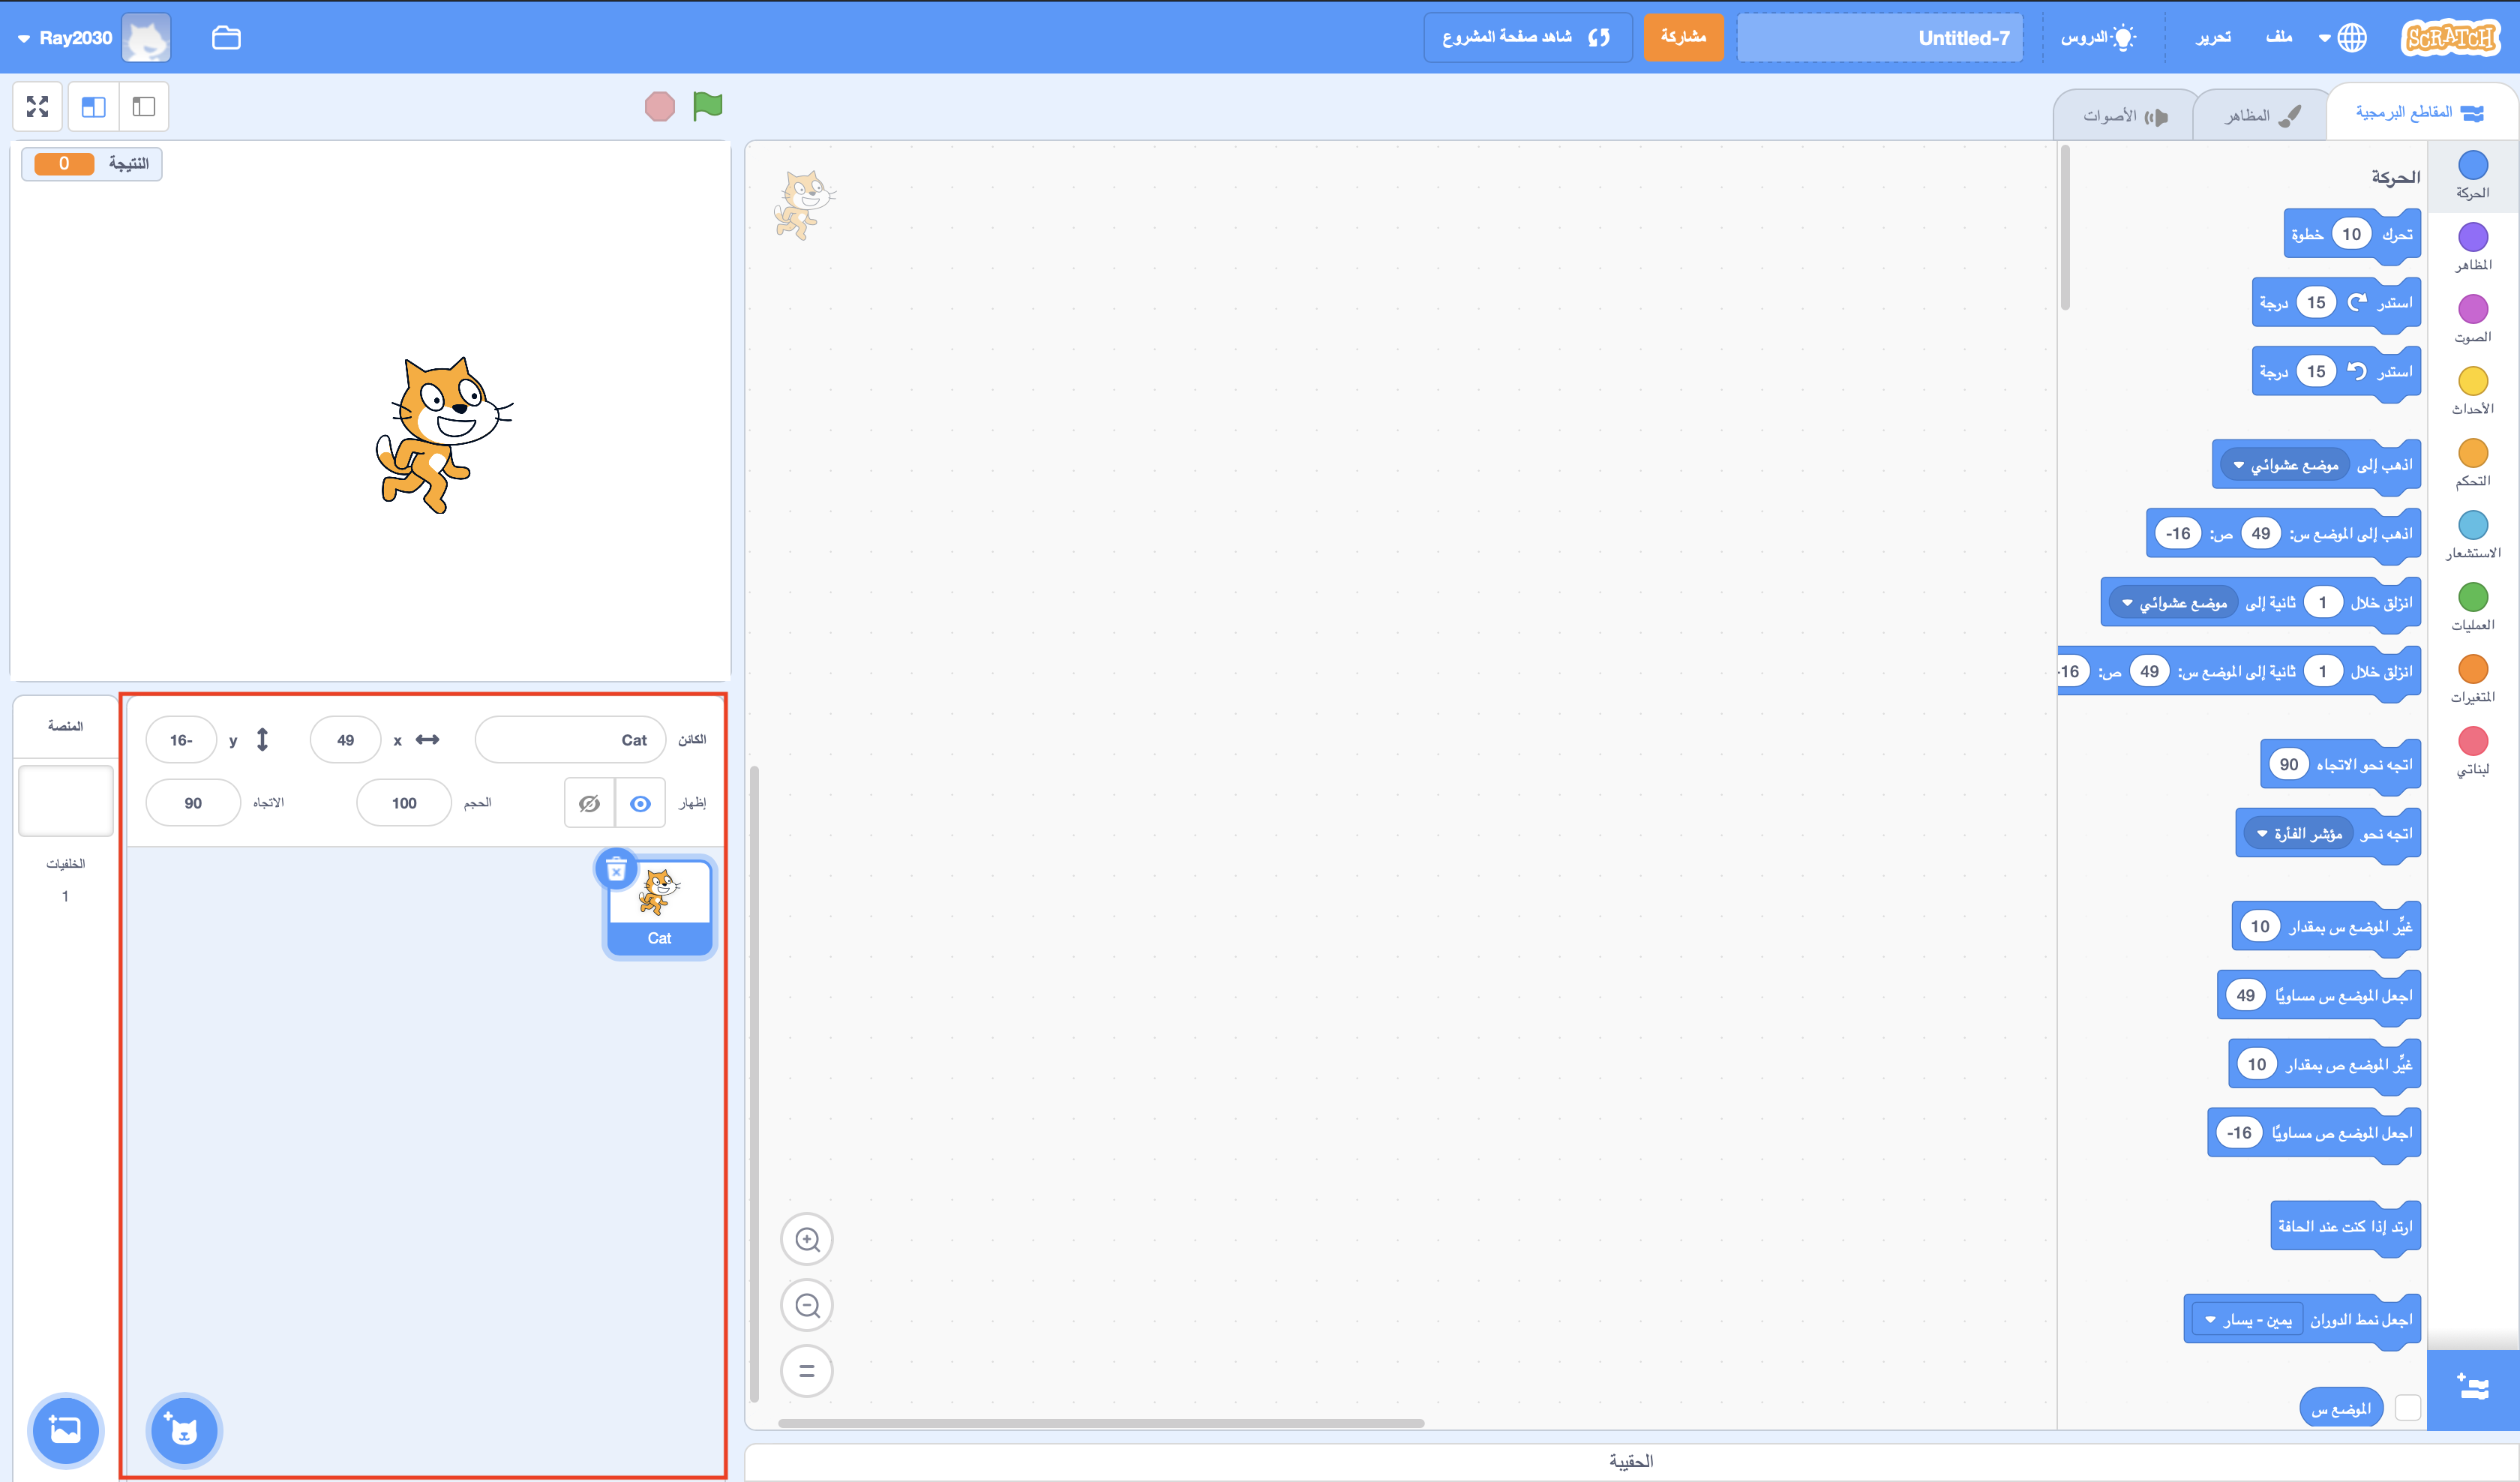 SCRATCH
ملف
تحرير
الدروس
Untitled-7
مشاركة
شاهد صفحة المشروع
Ray2030
المقاطع البرمجية
المظاهر
الأصوات
الحركة
المظاهر
الصوت
الأحداث
التحكم
الاستشعار
العمليات
المتغيرات
لبناتي
الحركة
تحرك 10 خطوة
استدر 15 درجة
استدر 15 درجة
اذهب إلى موضع عشوائي
اذهب إلى الموضع س: 49 ص: -16
انزلق خلال 1 ثانية إلى موضع عشوائي
انزلق خلال 1 ثانية إلى الموضع س: 49 ص: -16
اتجه نحو الاتجاه 90
اتجه نحو مؤشر الفأرة
غيِّر الموضع س بمقدار 10
اجعل الموضع س مساويًا 49
غيِّر الموضع ص بمقدار 10
اجعل الموضع ص مساويًا -16
ارتد إذا كنت عند الحافة
اجعل نمط الدوران يمين - يسار
الموضع س
الحقيبة
النتيجة 0
الكائن Cat x 49 y 16-
إظهار الحجم 100 الاتجاه 90
Cat
المنصة
الخلفيات
1